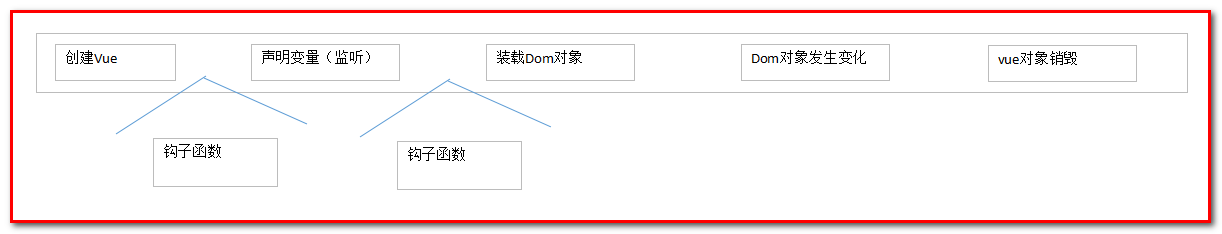 创建Vue
声明变量（监听）
装载Dom对象
Dom对象发生变化
vue对象销毁
钩子函数
钩子函数